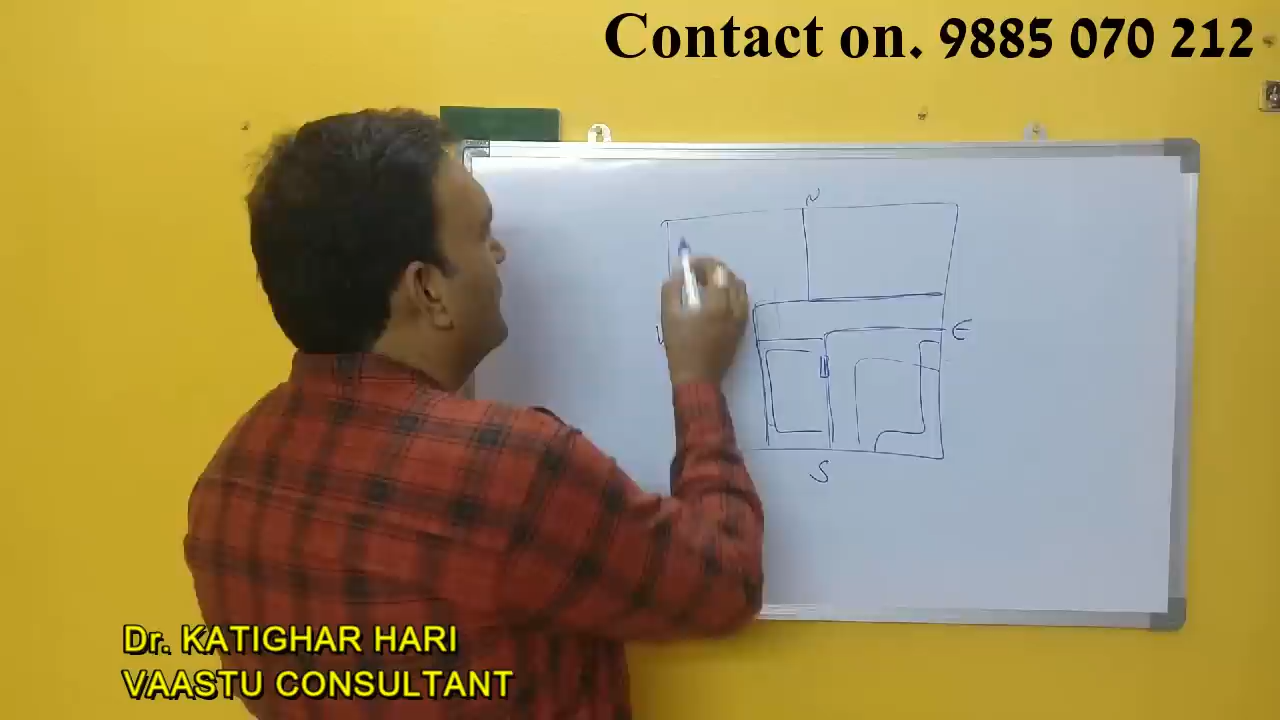 Contact on. 9885 070 212
N
E
S
Dr. KATIGHAR HARI
VAASTU CONSULTANT